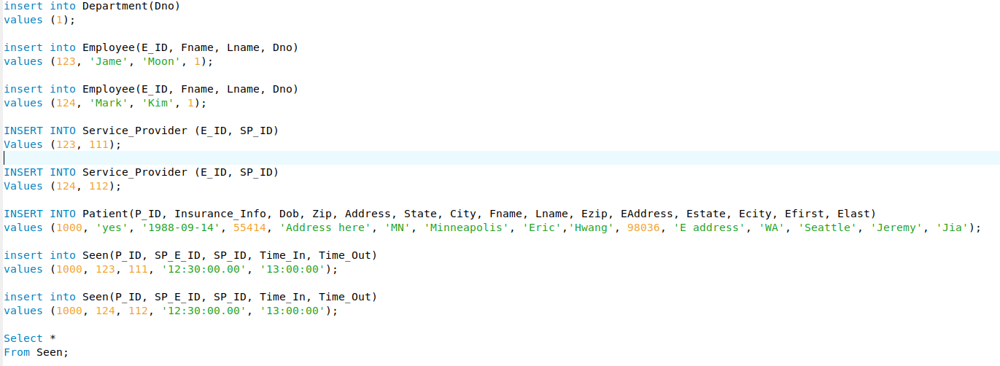 insert into Department(Dno)
values (1);
insert into Employee(E_ID, Fname, Lname, Dno)
values (123, 'Jame', 'Moon', 1);
insert into Employee(E_ID, Fname, Lname, Dno)
values (124, 'Mark', 'Kim', 1);
INSERT INTO Service_Provider (E_ID, SP_ID)
Values (123, 111);
INSERT INTO Service_Provider (E_ID, SP_ID)
Values (124, 112);
INSERT INTO Patient(P_ID, Insurance_Info, Dob, Zip, Address, State, City, Fname, Lname, Ezip, EAddress, Estate, Ecity, Efirst, Elast)
values (1000, 'yes', '1988-09-14', 55414, 'Address here', 'MN', 'Minneapolis', 'Eric','Hwang', 98036, 'E address', 'WA', 'Seattle', 'Jeremy', 'Jia');
insert into Seen(P_ID, SP_E_ID, SP_ID, Time_In, Time_Out)
values (1000, 123, 111, '12:30:00.00', '13:00:00');
insert into Seen(P_ID, SP_E_ID, SP_ID, Time_In, Time_Out)
values (1000, 124, 112, '12:30:00.00', '13:00:00');
Select *
From Seen;